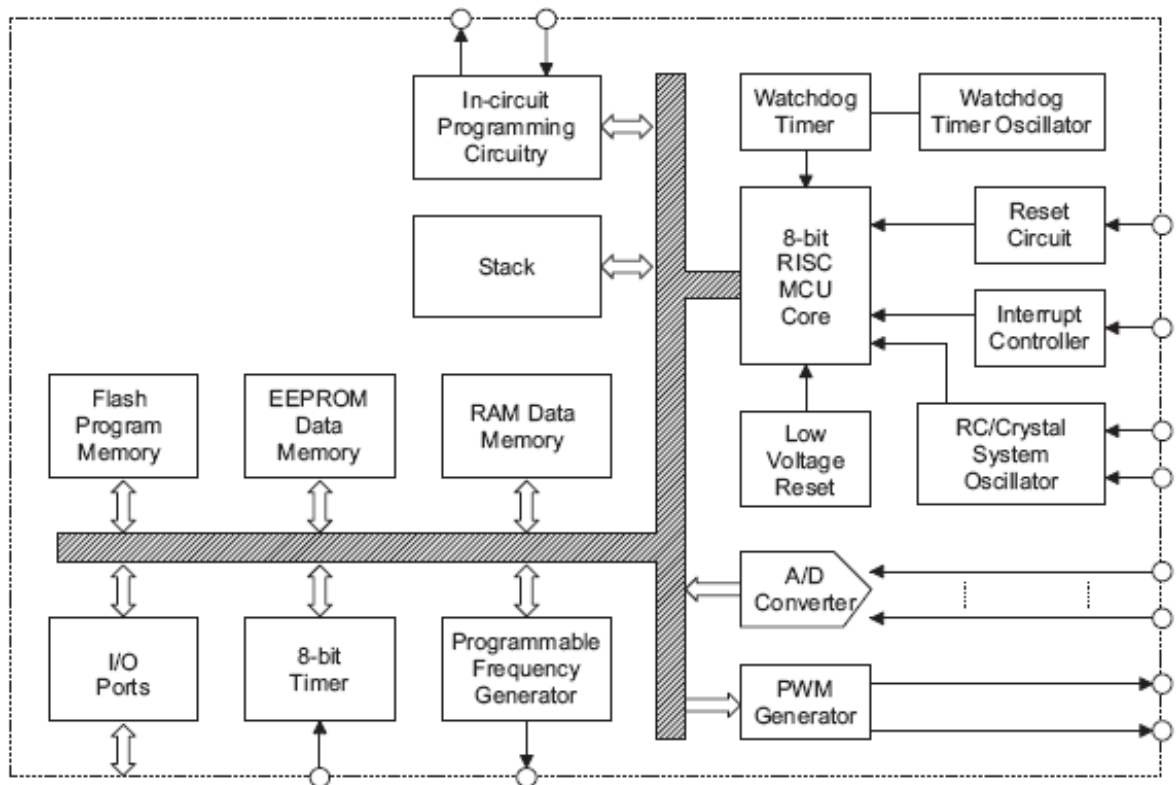 In-circuit
Programming
Circuitry
Watchdog
Timer
Watchdog
Timer Oscillator
Stack
8-bit
RISC
MCU
Core
Reset
Circuit
Interrupt
Controller
Flash
Program
Memory
EEPROM
Data
Memory
RAM Data
Memory
Low
Voltage
Reset
RC/Crystal
System
Oscillator
A/D
Converter
I/O
Ports
8-bit
Timer
Programmable
Frequency
Generator
PWM
Generator